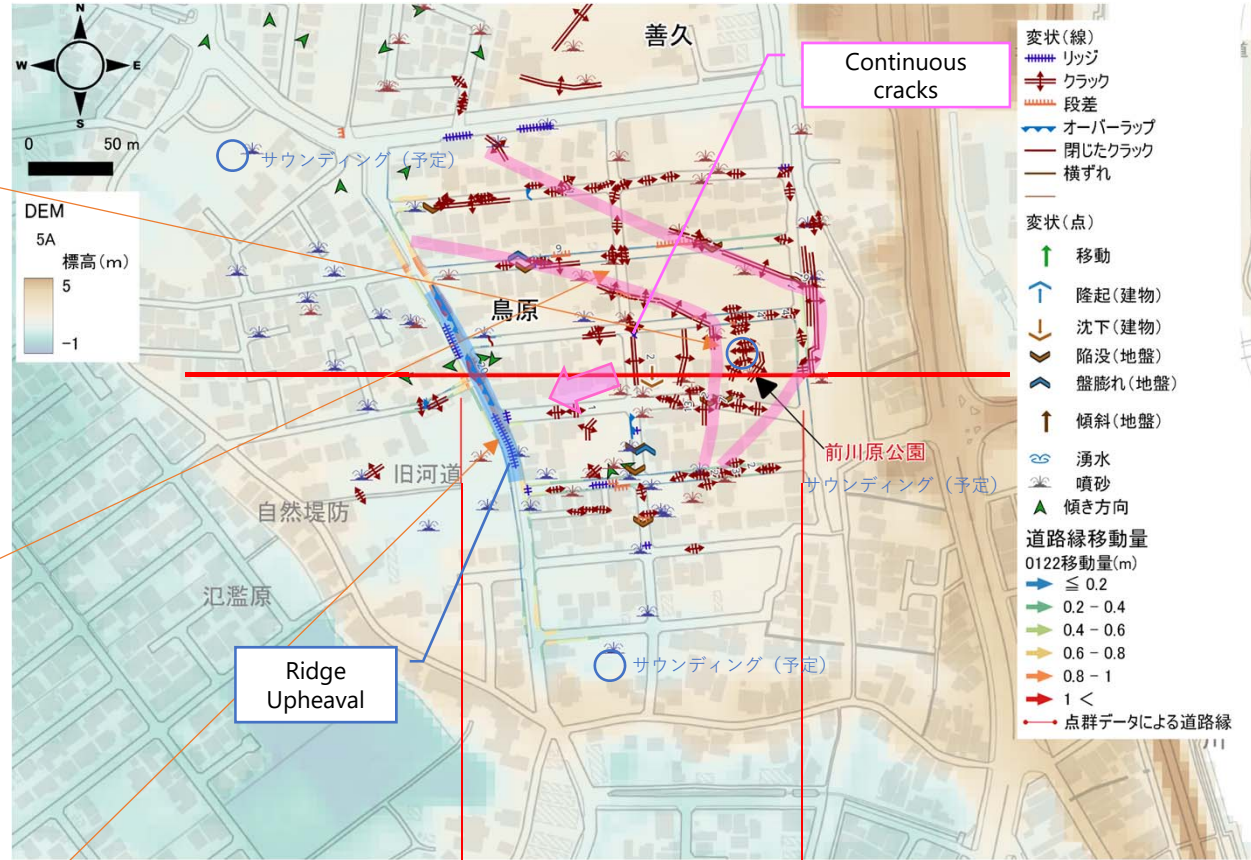 N
W
E
S
0
50 m
DEM
5A
標高(m)
5
-1
善久
Continuous
cracks
サウンディング（予定）
鳥原
前川原公園
サウンディング（予定）
旧河道
自然堤防
氾濫原
Ridge
Upheaval
サウンディング（予定）
変状(線)
リッジ
クラック
段差
オーバーラップ
閉じたクラック
横ずれ
変状(点)
移動
隆起(建物)
沈下(建物)
陥没(地盤)
盤膨れ(地盤)
傾斜(地盤)
湧水
噴砂
傾き方向
道路縁移動量
0122移動量(m)
≦ 0.2
0.2 - 0.4
0.4 - 0.6
0.6 - 0.8
0.8 - 1
1 <
点群データによる道路縁
川